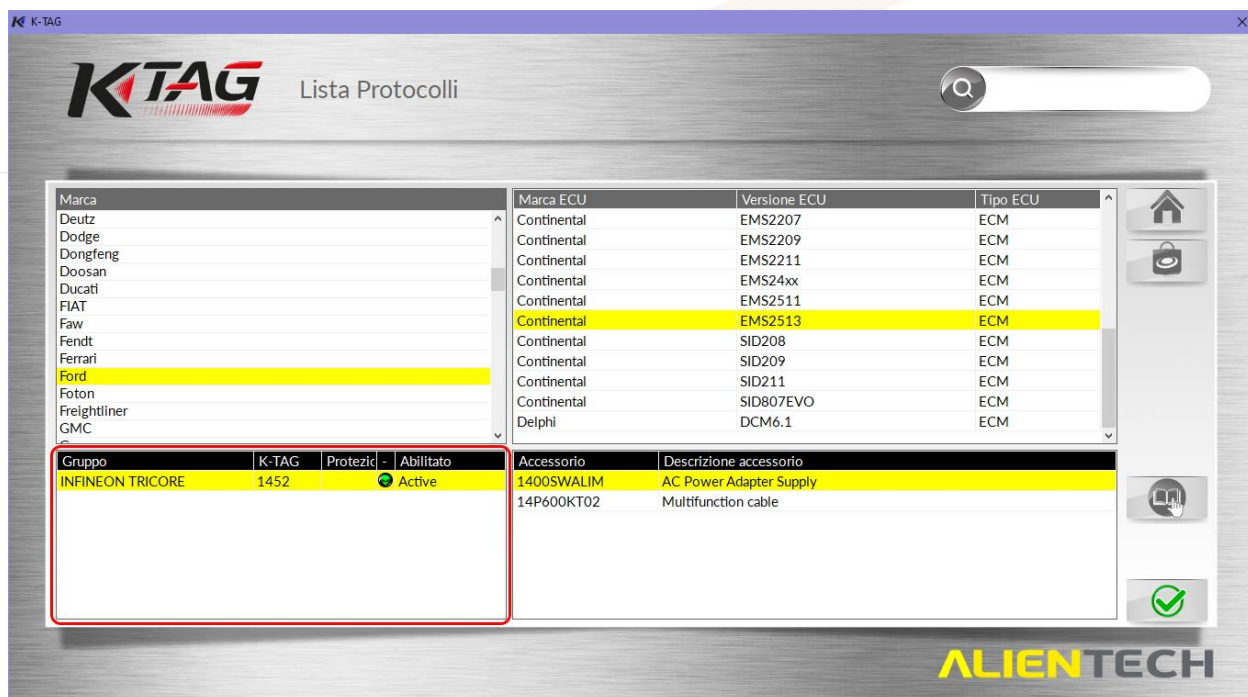 K-TAG
KTAG
Lista Protocolli
Marca
Deutz
Dodge
Dongfeng
Doosan
Ducati
FIAT
Faw
Fendt
Ferrari
Ford
Foton
Freightliner
GMC
Marca ECU Versione ECU Tipo ECU
Continental EMS2207 ECM
Continental EMS2209 ECM
Continental EMS2211 ECM
Continental EMS24xx ECM
Continental EMS2511 ECM
Continental EMS2513 ECM
Continental SID208 ECM
Continental SID209 ECM
Continental SID211 ECM
Continental SID807EVO ECM
Delphi DCM6.1 ECM
Gruppo K-TAG Protezic - Abilitato
INFINEON TRICORE 1452 Active
Accessorio Descrizione accessorio
1400SWALIM AC Power Adapter Supply
14P600KT02 Multifunction cable
ALIENTECH